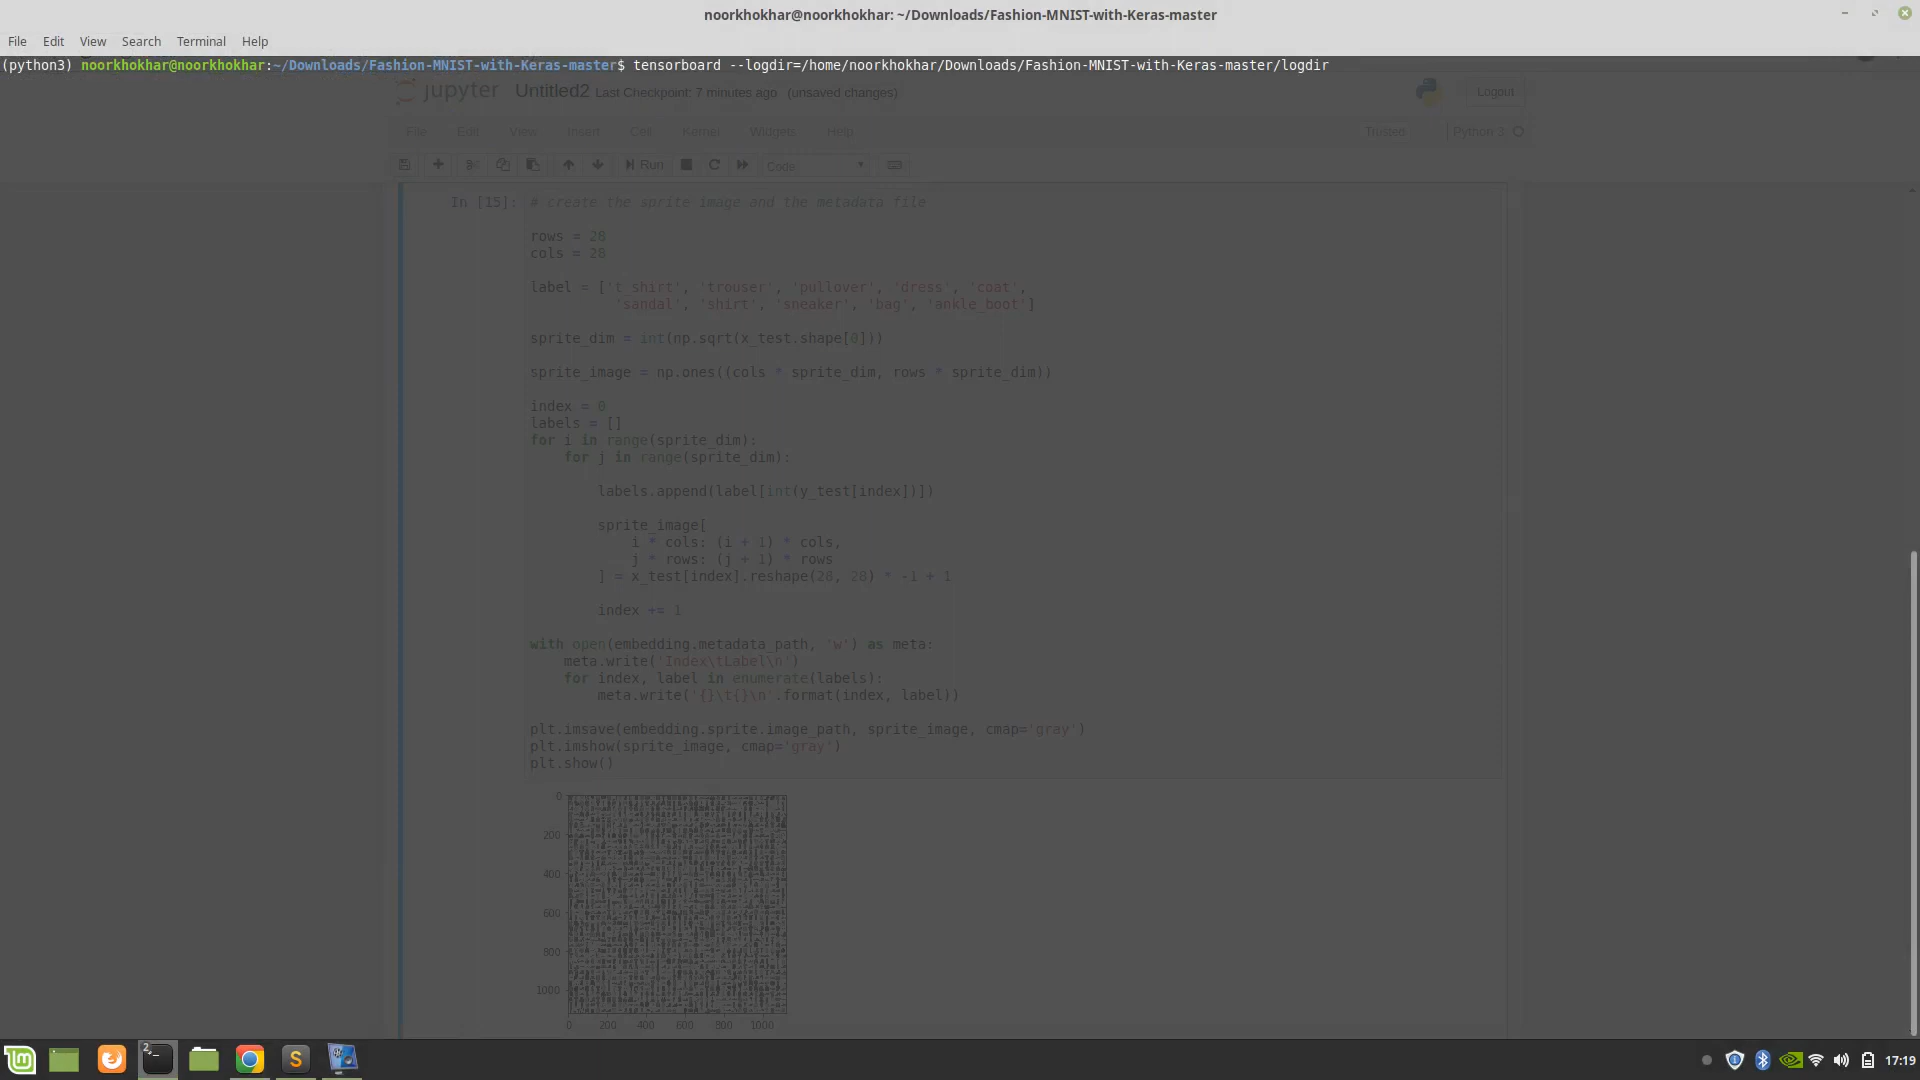 noorkhokhar@noorkhokhar: ~/Downloads/Fashion-MNIST-with-Keras-master
File Edit View Search Terminal Help
(python3) noorkhokhar@noorkhokhar:~/Downloads/Fashion-MNIST-with-Keras-master$ tensorboard --logdir=/home/noorkhokhar/Downloads/Fashion-MNIST-with-Keras-master/logdir
jupyter Untitled2 Last Checkpoint: 7 minutes ago (unsaved changes) Logout
File Edit View Insert Cell Kernel Widgets Help Trusted Python 3
Run Code
In [15]: # create the sprite image and the metadata file
rows = 28
cols = 28
label = ['t_shirt', 'trouser', 'pullover', 'dress', 'coat',
'sandal', 'shirt', 'sneaker', 'bag', 'ankle_boot']
sprite_dim = int(np.sqrt(x_test.shape[0]))
sprite_image = np.ones((cols * sprite_dim, rows * sprite_dim))
index = 0
labels = []
for i in range(sprite_dim):
for j in range(sprite_dim):
labels.append(label[int(y_test[index])])
sprite_image[
i * cols: (i + 1) * cols,
j * rows: (j + 1) * rows
] = x_test[index].reshape(28, 28) * -1 + 1
index += 1
with open(embedding.metadata_path, 'w') as meta:
meta.write('Index\tLabel\n')
for index, label in enumerate(labels):
meta.write('{}\t{}\n'.format(index, label))
plt.imsave(embedding.sprite.image_path, sprite_image, cmap='gray')
plt.imshow(sprite_image, cmap='gray')
plt.show()
0
200
400
600
800
1000
0 200 400 600 800 1000
2
17:19